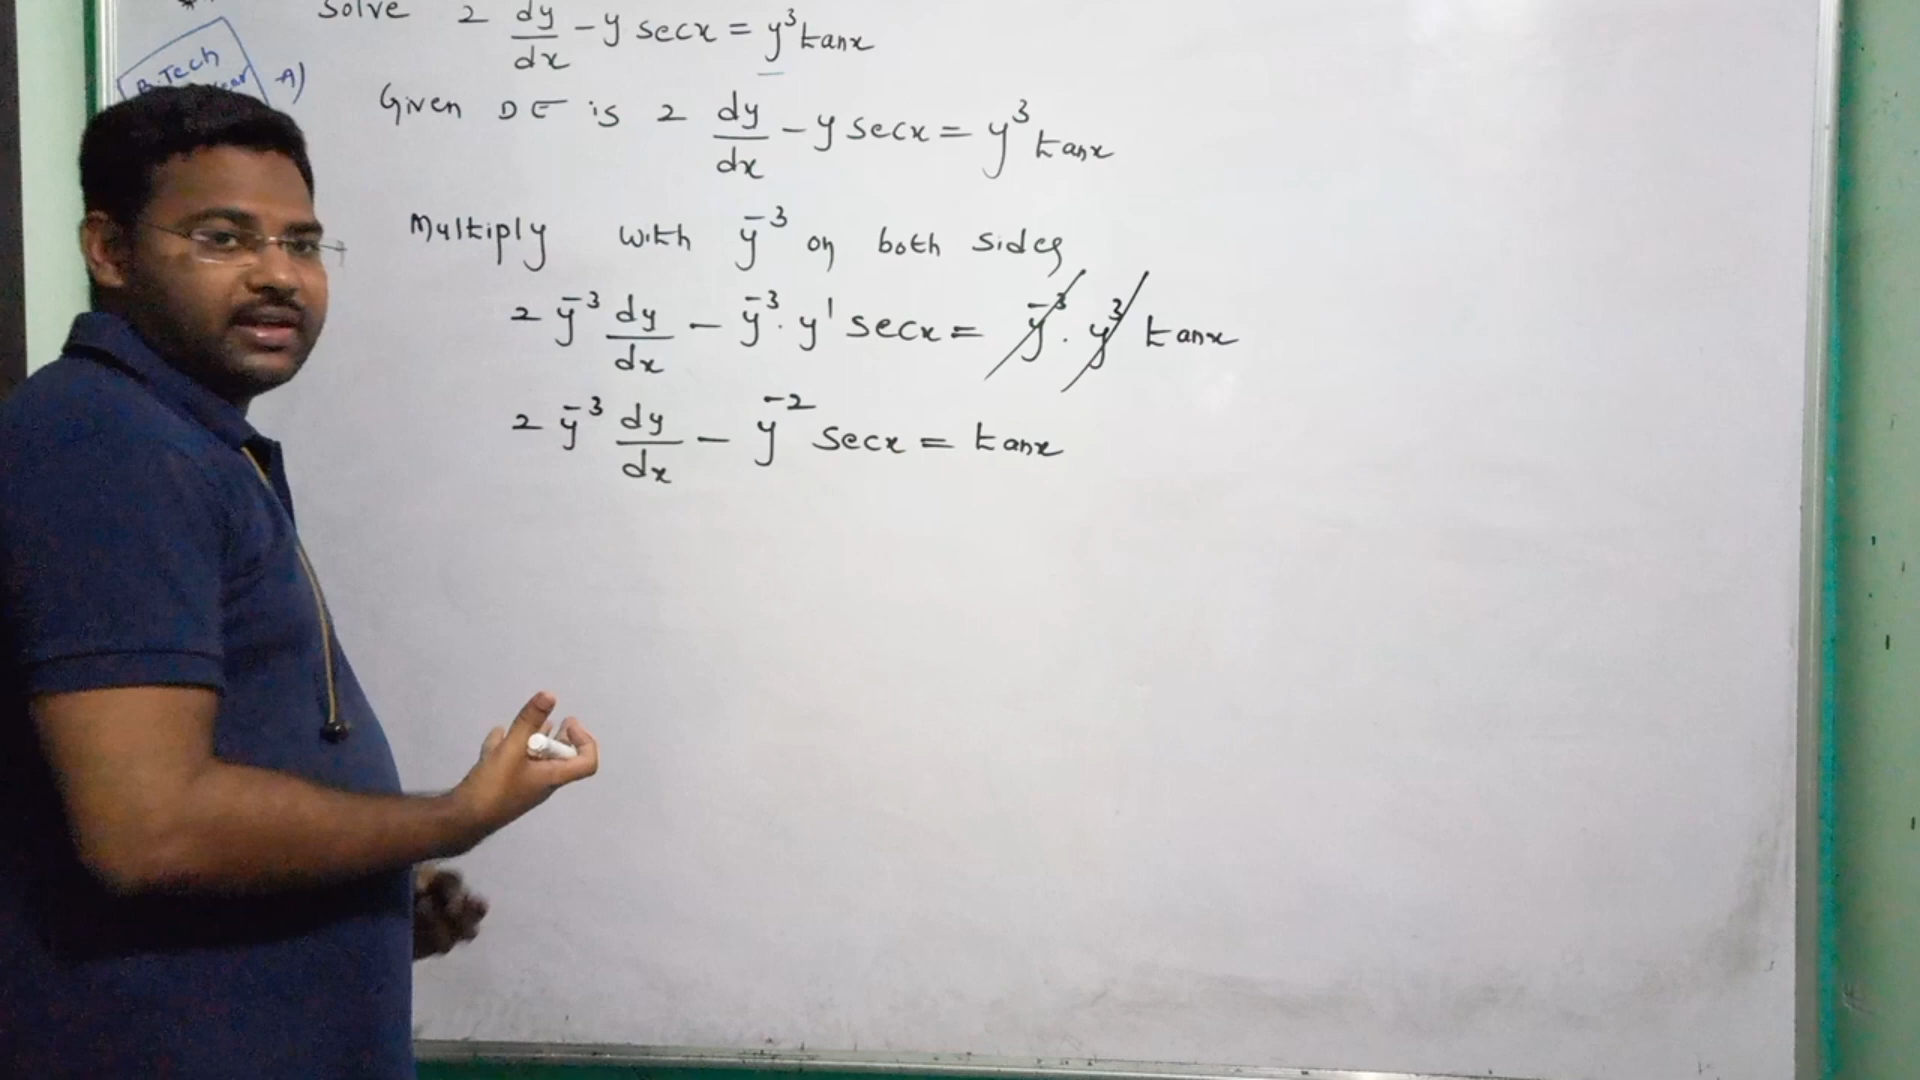 Solve 2 dy/dx - y secx = y³ tanx
B.Tech
A)
Given DE is 2 dy/dx - y secx = y³ tanx
Multiply with y⁻³ on both sides
2 y⁻³ dy/dx - y⁻³ . y¹ secx = y⁻³ . y³ tanx
2 y⁻³ dy/dx - y⁻² secx = tanx